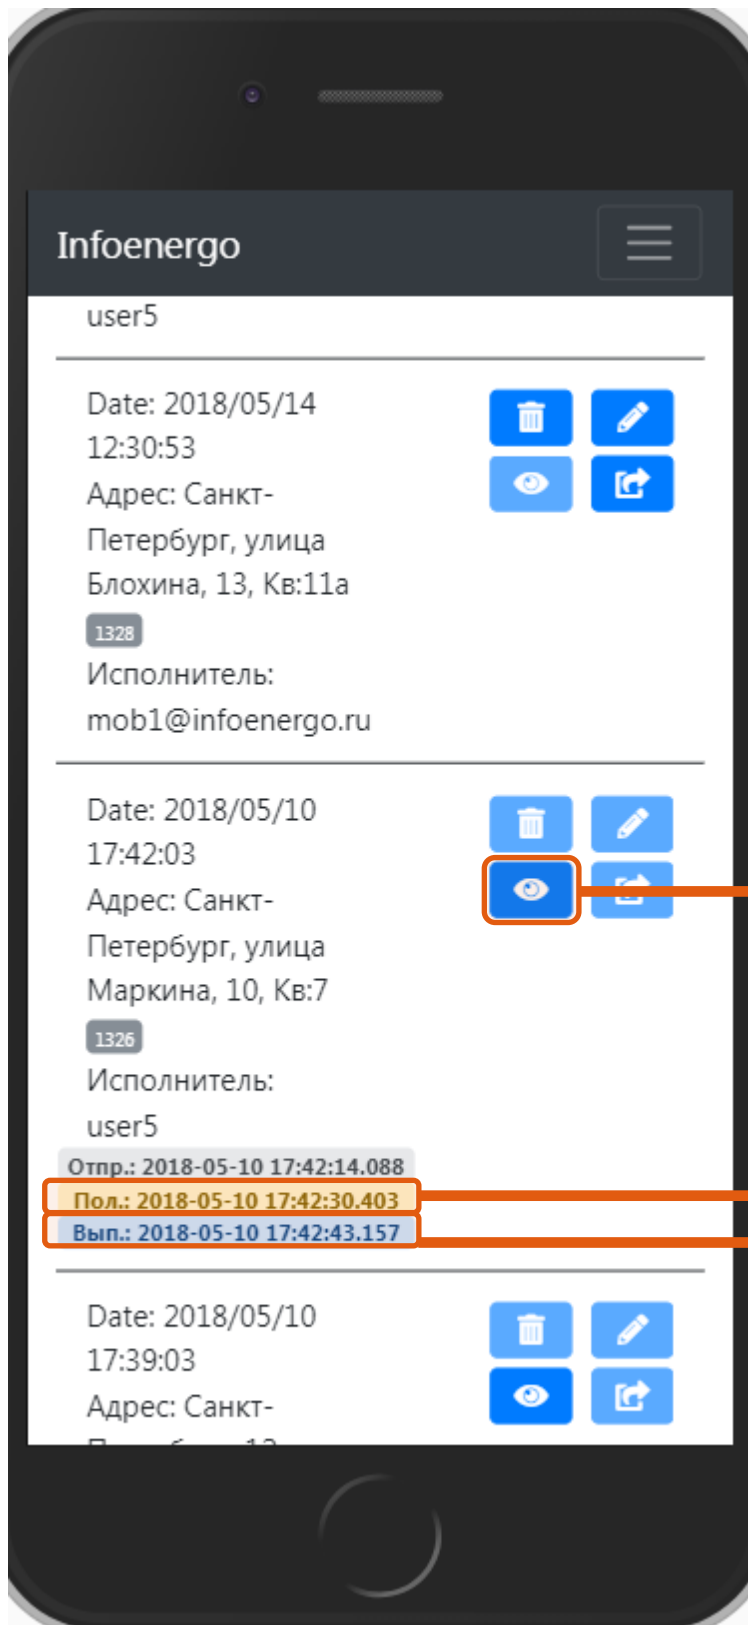 Infoenergo
user5
Date: 2018/05/14
12:30:53
Адрес: Санкт-
Петербург, улица
Блохина, 13, Кв:11а
1328
Исполнитель:
mob1@infoenergo.ru
Date: 2018/05/10
17:42:03
Адрес: Санкт-
Петербург, улица
Маркина, 10, Кв:7
1326
Исполнитель:
user5
Отпр.: 2018-05-10 17:42:14.088
Пол.: 2018-05-10 17:42:30.403
Вып.: 2018-05-10 17:42:43.157
Date: 2018/05/10
17:39:03
Адрес: Санкт-